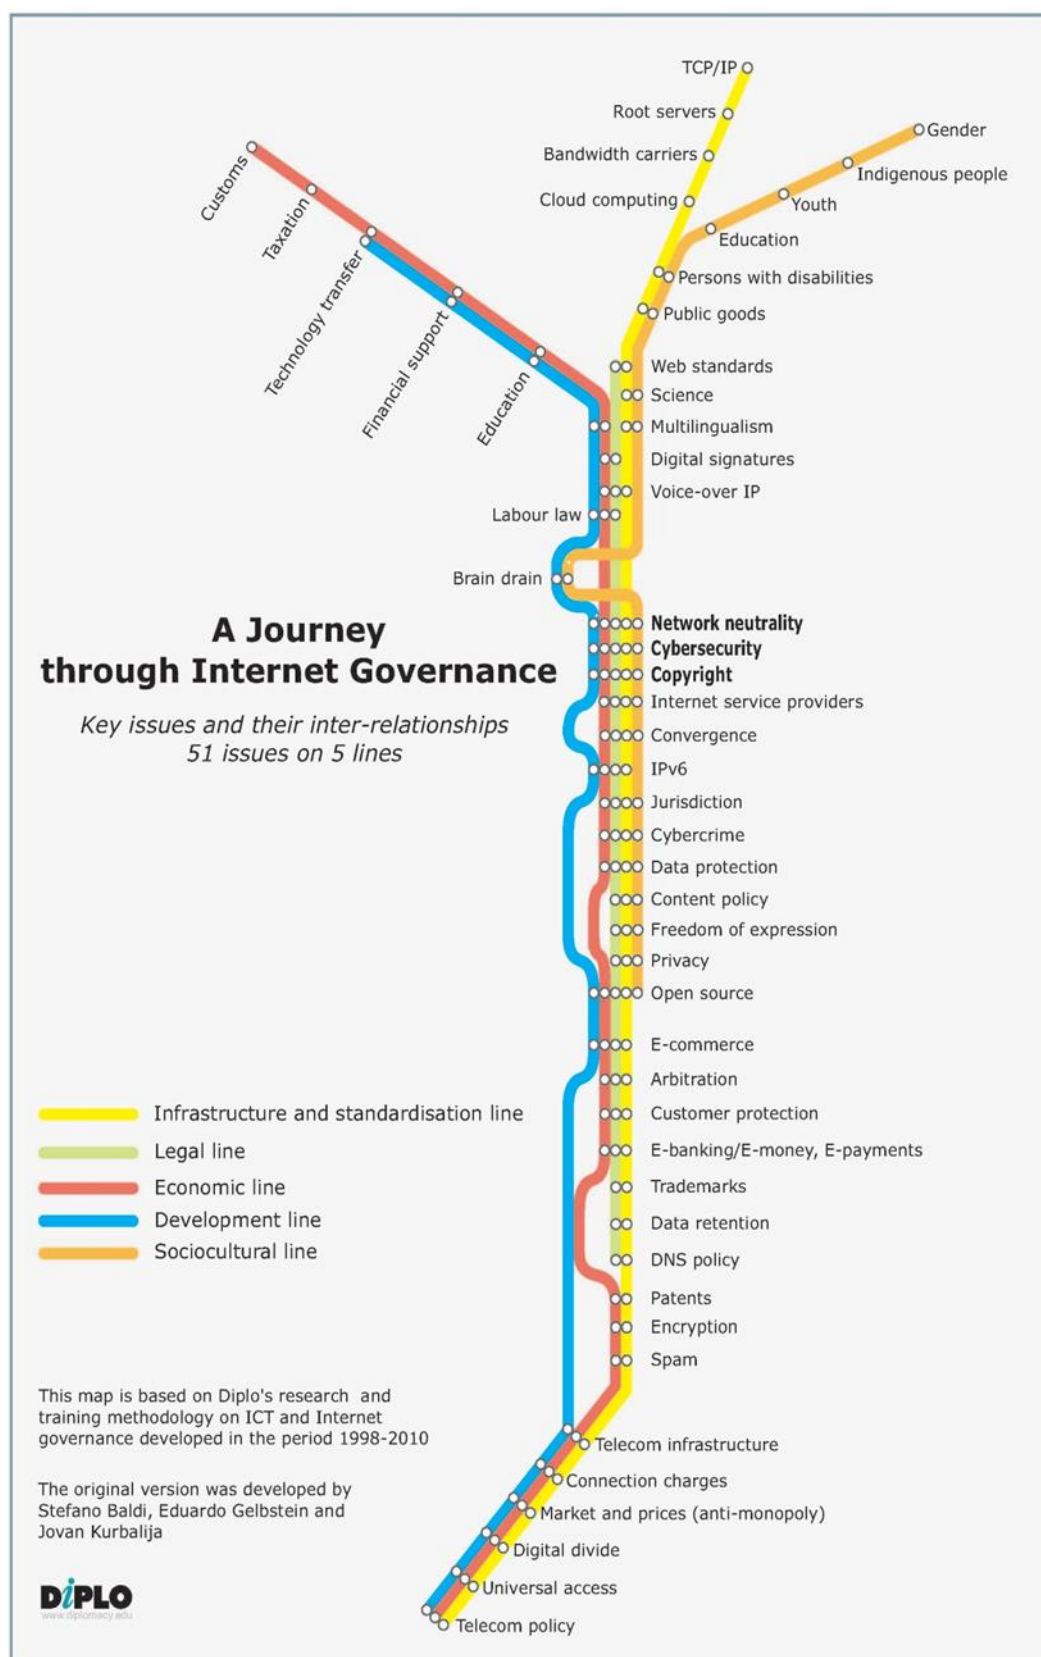 TCP/IP
Root servers
Bandwidth carriers
Cloud computing
Gender
Indigenous people
Youth
Education
Persons with disabilities
Public goods
Customs
Taxation
Technology transfer
Financial support
Education
Web standards
Science
Multilingualism
Digital signatures
Voice-over IP
Labour law
Brain drain
A Journey
through Internet Governance
Key issues and their inter-relationships
51 issues on 5 lines
Network neutrality
Cybersecurity
Copyright
Internet service providers
Convergence
IPv6
Jurisdiction
Cybercrime
Data protection
Content policy
Freedom of expression
Privacy
Open source
E-commerce
Arbitration
Customer protection
E-banking/E-money, E-payments
Trademarks
Data retention
DNS policy
Patents
Encryption
Spam
Infrastructure and standardisation line
Legal line
Economic line
Development line
Sociocultural line
This map is based on Diplo's research and
training methodology on ICT and Internet
governance developed in the period 1998-2010
The original version was developed by
Stefano Baldi, Eduardo Gelbstein and
Jovan Kurbalija
Telecom infrastructure
Connection charges
Market and prices (anti-monopoly)
Digital divide
Universal access
Telecom policy
DiPLO
www.diplomacy.edu